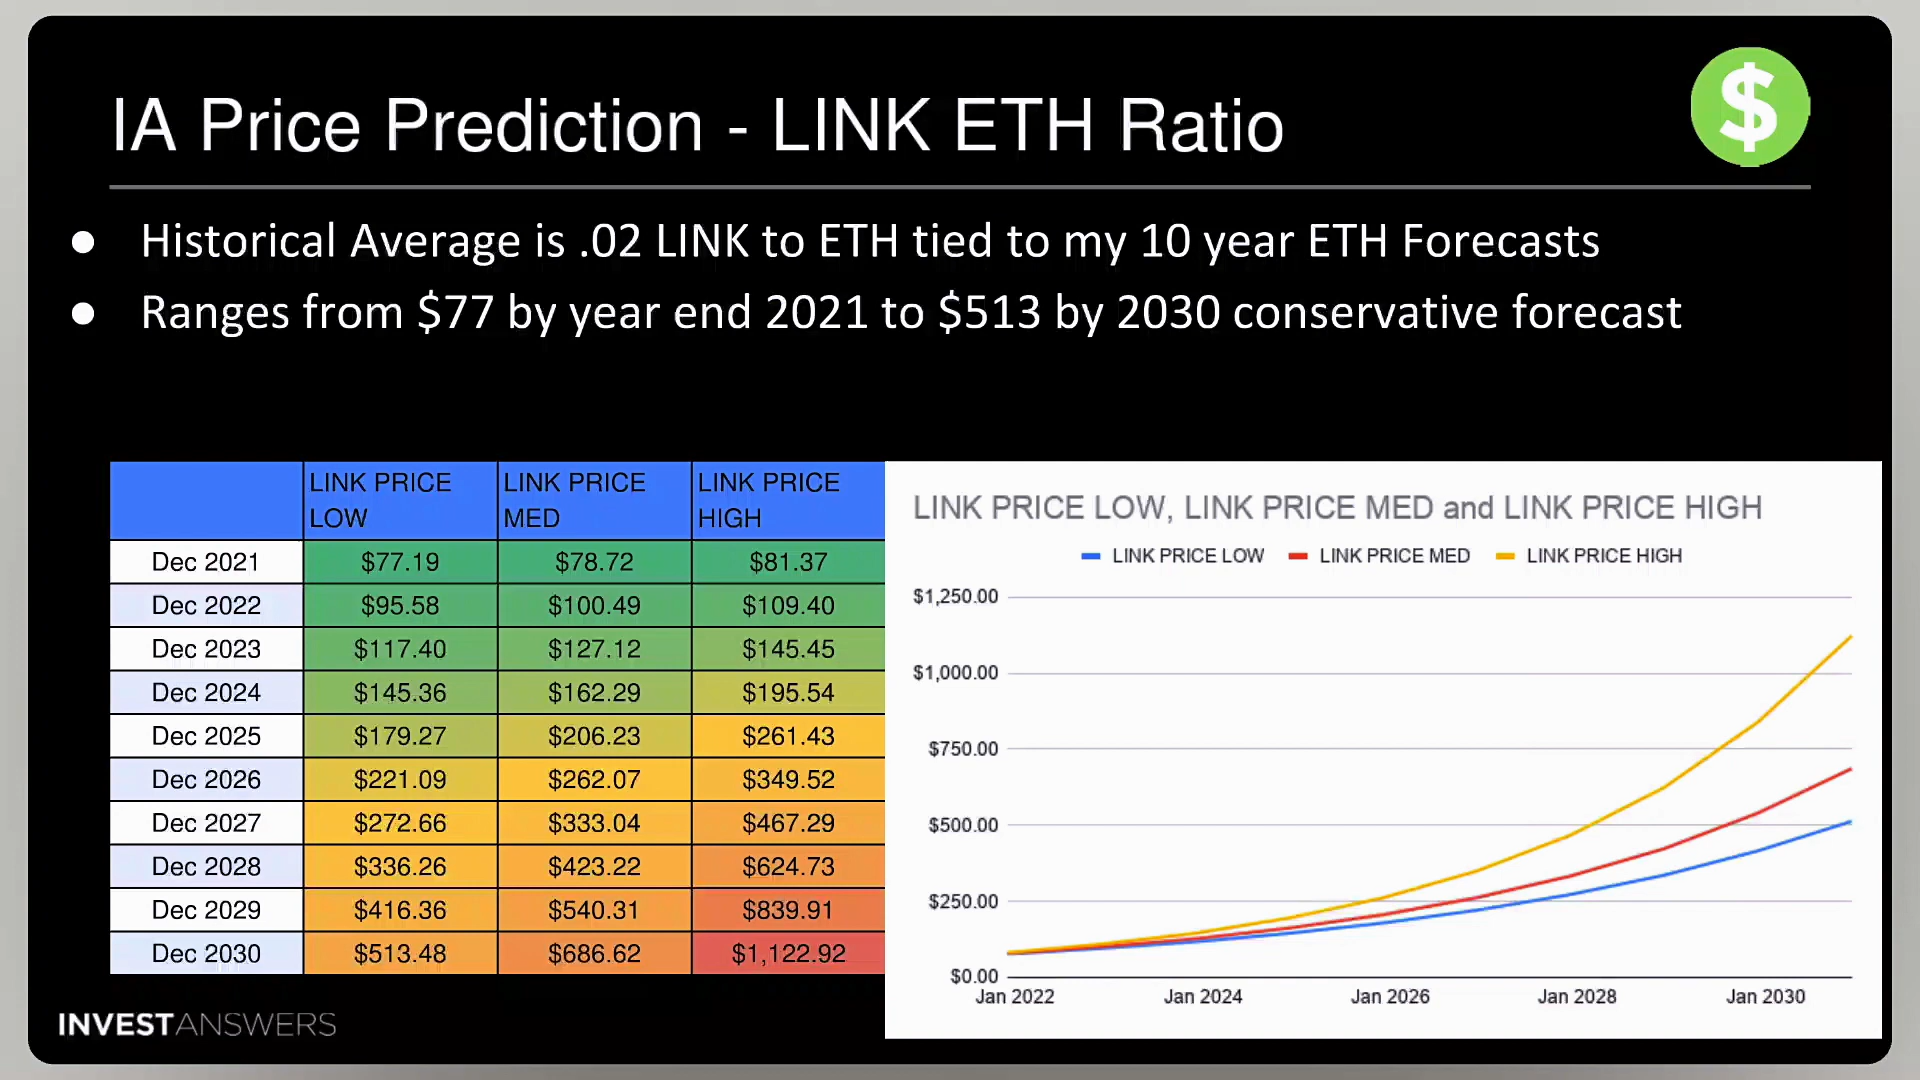 IA Price Prediction - LINK ETH Ratio
$
● Historical Average is .02 LINK to ETH tied to my 10 year ETH Forecasts
● Ranges from $77 by year end 2021 to $513 by 2030 conservative forecast
LINK PRICE LOW LINK PRICE MED LINK PRICE HIGH
Dec 2021 $77.19 $78.72 $81.37
Dec 2022 $95.58 $100.49 $109.40
Dec 2023 $117.40 $127.12 $145.45
Dec 2024 $145.36 $162.29 $195.54
Dec 2025 $179.27 $206.23 $261.43
Dec 2026 $221.09 $262.07 $349.52
Dec 2027 $272.66 $333.04 $467.29
Dec 2028 $336.26 $423.22 $624.73
Dec 2029 $416.36 $540.31 $839.91
Dec 2030 $513.48 $686.62 $1,122.92
LINK PRICE LOW, LINK PRICE MED and LINK PRICE HIGH
LINK PRICE LOW LINK PRICE MED LINK PRICE HIGH
$1,250.00
$1,000.00
$750.00
$500.00
$250.00
$0.00
Jan 2022 Jan 2024 Jan 2026 Jan 2028 Jan 2030
INVESTANSWERS